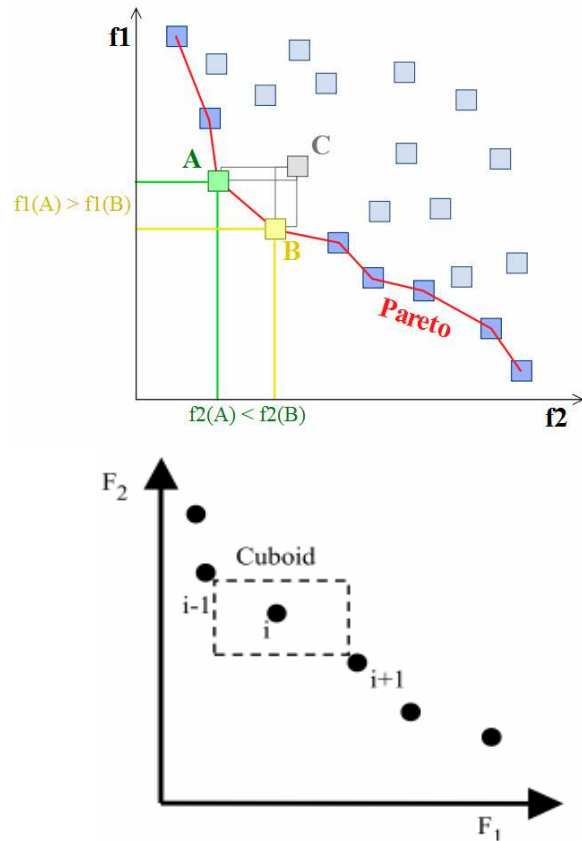 f1
A
C
f1(A) > f1(B)
B
Pareto
f2(A) < f2(B)
f2
F2
Cuboid
i-1
i
i+1
F1